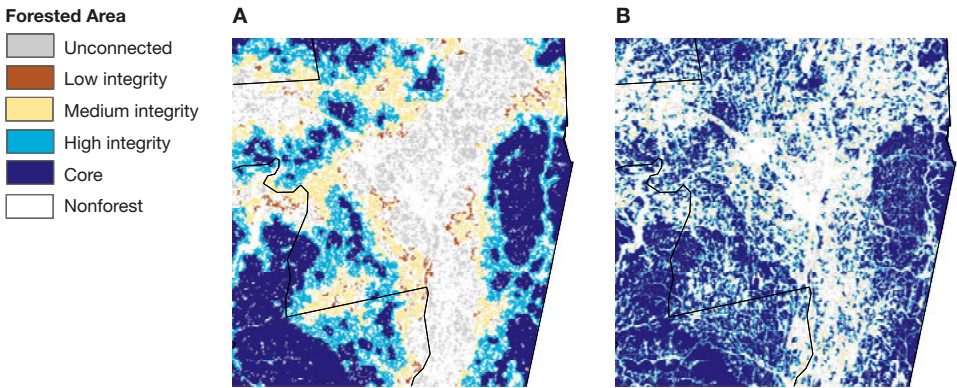 Forested Area
Unconnected
Low integrity
Medium integrity
High integrity
Core
Nonforest
A
B